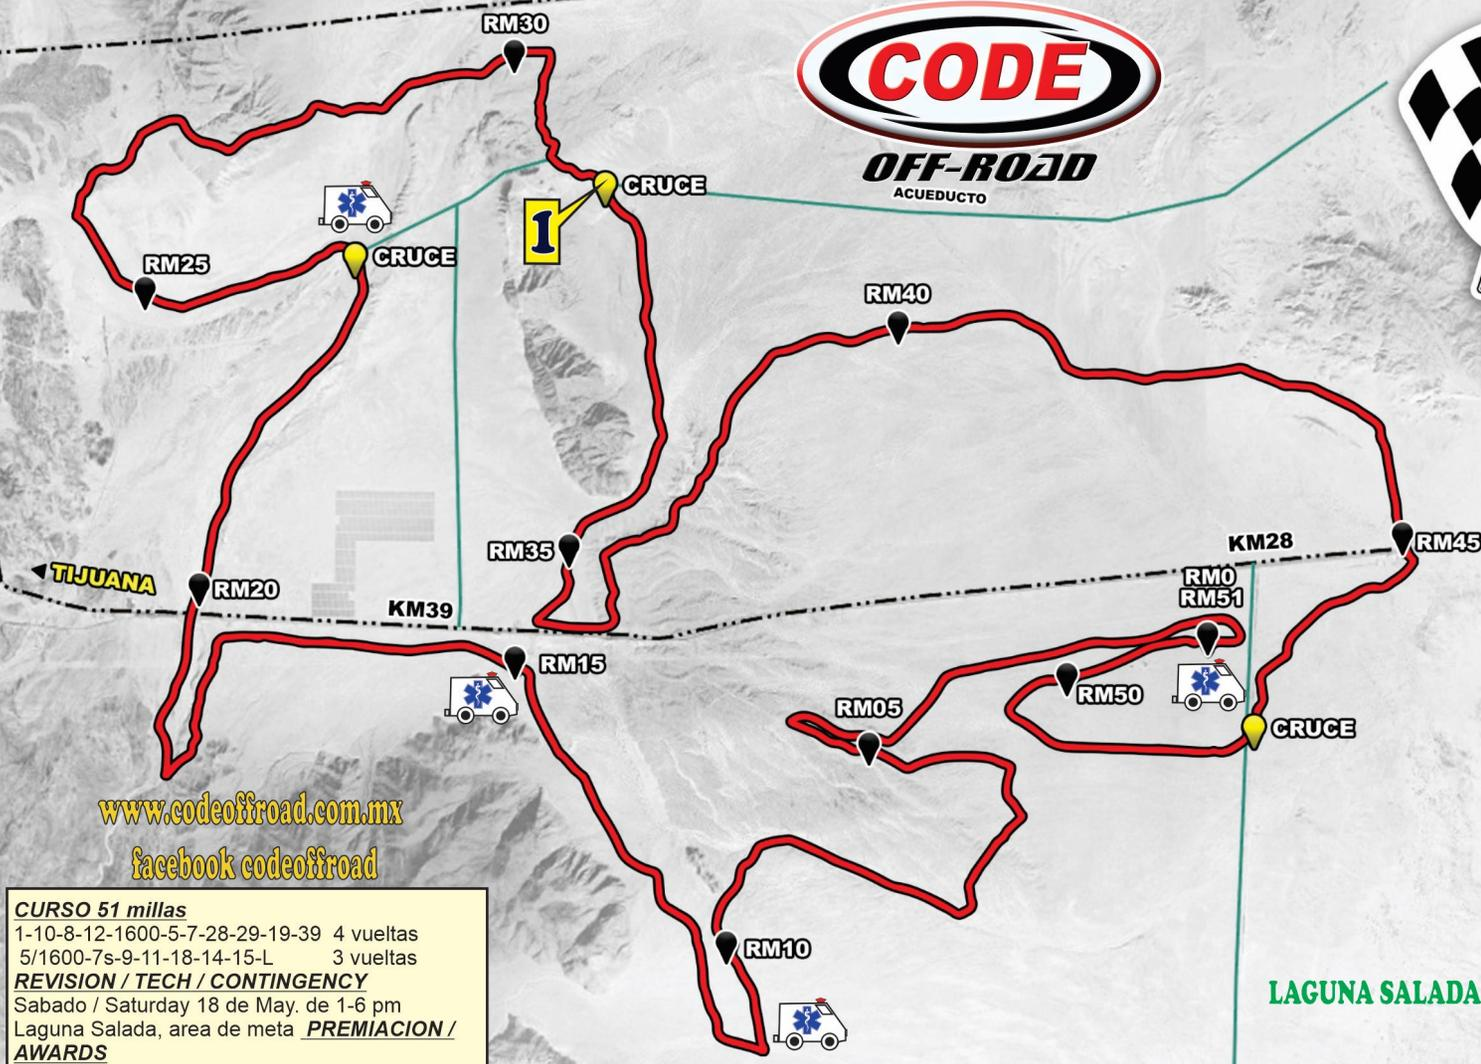 RM30
CODE
OFF-ROAD
ACUEDUCTO
CRUCE
1
CRUCE
RM25
RM40
RM35
KM28
RM45
RM0
RM51
TIJUANA
RM20
KM39
RM15
RM50
RM05
CRUCE
www.codeoffroad.com.mx
facebook codeoffroad
RM10
LAGUNA SALADA
CURSO 51 millas
1-10-8-12-1600-5-7-28-29-19-39 4 vueltas
5/1600-7s-9-11-18-14-15-L 3 vueltas
REVISION / TECH / CONTINGENCY
Sabado / Saturday 18 de May. de 1-6 pm
Laguna Salada, area de meta PREMIACION /
AWARDS